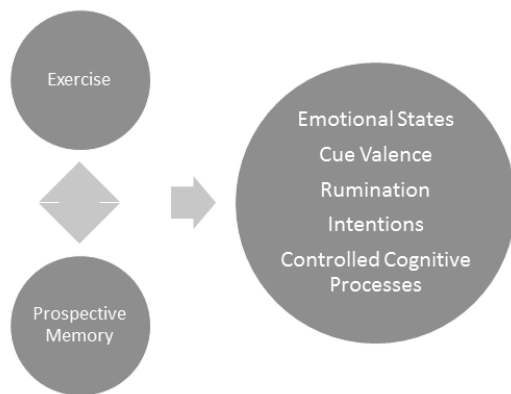 Exercise
Prospective
Memory
Emotional States
Cue Valence
Rumination
Intentions
Controlled Cognitive
Processes